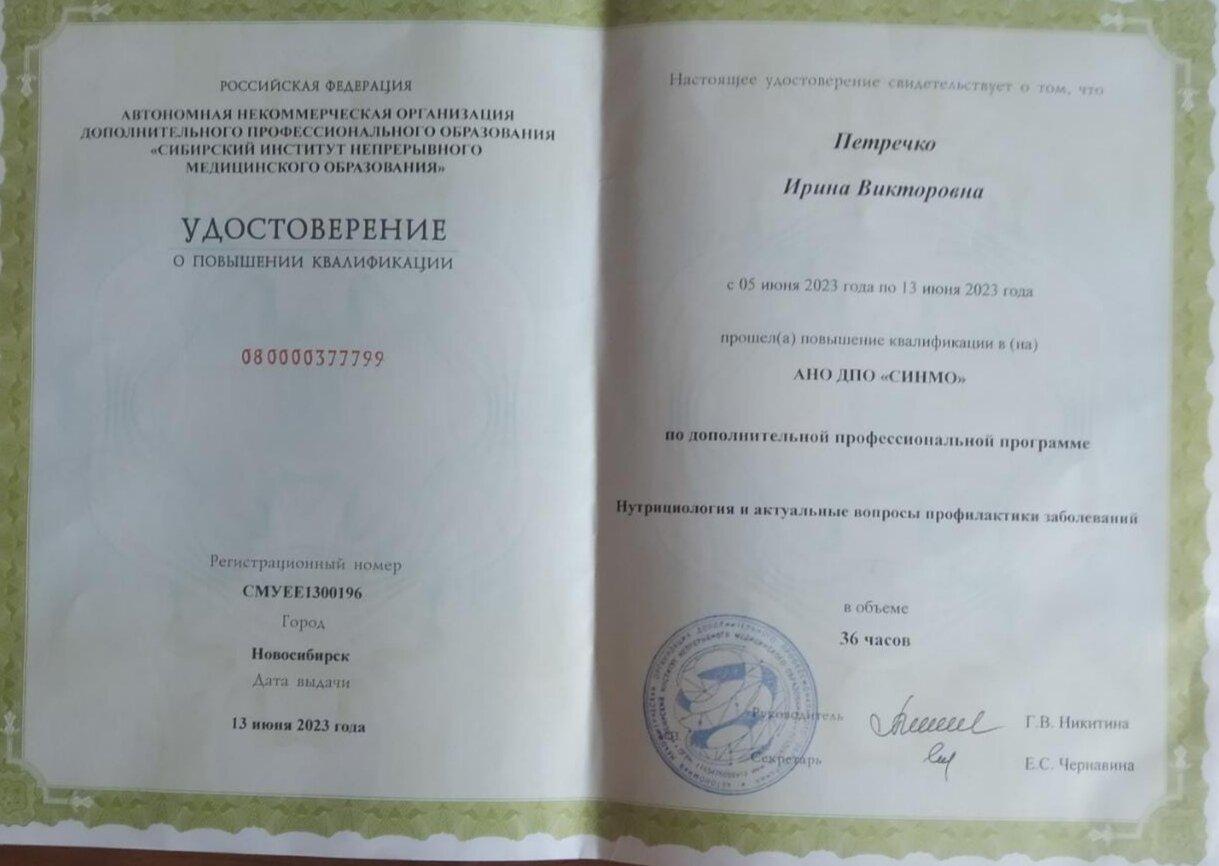 РОССИЙСКАЯ ФЕДЕРАЦИЯ
АВТОНОМНАЯ НЕКОММЕРЧЕСКАЯ ОРГАНИЗАЦИЯ
ДОПОЛНИТЕЛЬНОГО ПРОФЕССИОНАЛЬНОГО ОБРАЗОВАНИЯ
«СИБИРСКИЙ ИНСТИТУТ НЕПРЕРЫВНОГО
МЕДИЦИНСКОГО ОБРАЗОВАНИЯ»
УДОСТОВЕРЕНИЕ
О ПОВЫШЕНИИ КВАЛИФИКАЦИИ
080000377799
Регистрационный номер
СМУЕЕ1300196
Город
Новосибирск
Дата выдачи
13 июня 2023 года
Настоящее удостоверение свидетельствует о том, что
Петречко
Ирина Викторовна
с 05 июня 2023 года по 13 июня 2023 года
прошел(а) повышение квалификации в (на)
АНО ДПО «СИНМО»
по дополнительной профессиональной программе
Нутрициология и актуальные вопросы профилактики заболеваний
в объеме
36 часов
Руководитель
Г.В. Никитина
Секретарь
Е.С. Чернавина